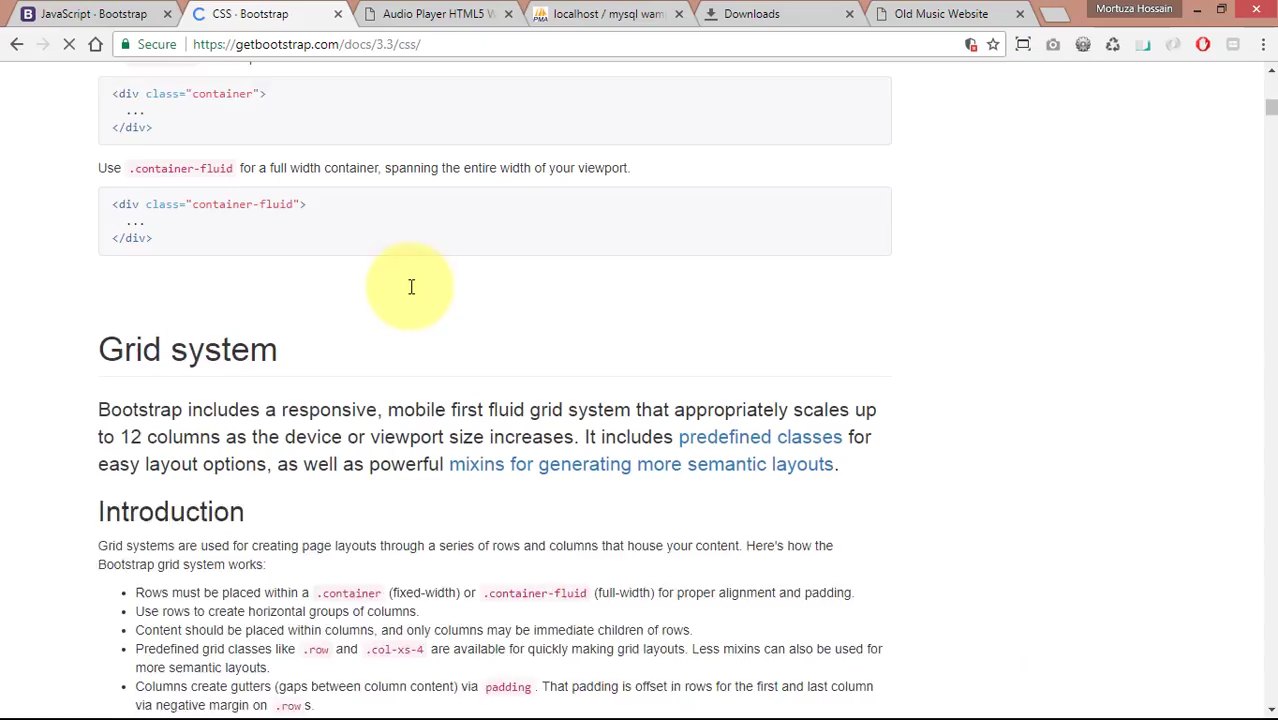 JavaScript · Bootstrap
CSS · Bootstrap
Audio Player HTML5 W
localhost / mysql wam
Downloads
Old Music Website
Mortuza Hossain
Secure
https://getbootstrap.com/docs/3.3/css/
<div class="container">
...
</div>
Use .container-fluid for a full width container, spanning the entire width of your viewport.
<div class="container-fluid">
...
</div>
Grid system
Bootstrap includes a responsive, mobile first fluid grid system that appropriately scales up
to 12 columns as the device or viewport size increases. It includes predefined classes for
easy layout options, as well as powerful mixins for generating more semantic layouts.
Introduction
Grid systems are used for creating page layouts through a series of rows and columns that house your content. Here's how the
Bootstrap grid system works:
• Rows must be placed within a .container (fixed-width) or .container-fluid (full-width) for proper alignment and padding.
• Use rows to create horizontal groups of columns.
• Content should be placed within columns, and only columns may be immediate children of rows.
• Predefined grid classes like .row and .col-xs-4 are available for quickly making grid layouts. Less mixins can also be used for
more semantic layouts.
• Columns create gutters (gaps between column content) via padding. That padding is offset in rows for the first and last column
via negative margin on .row s.